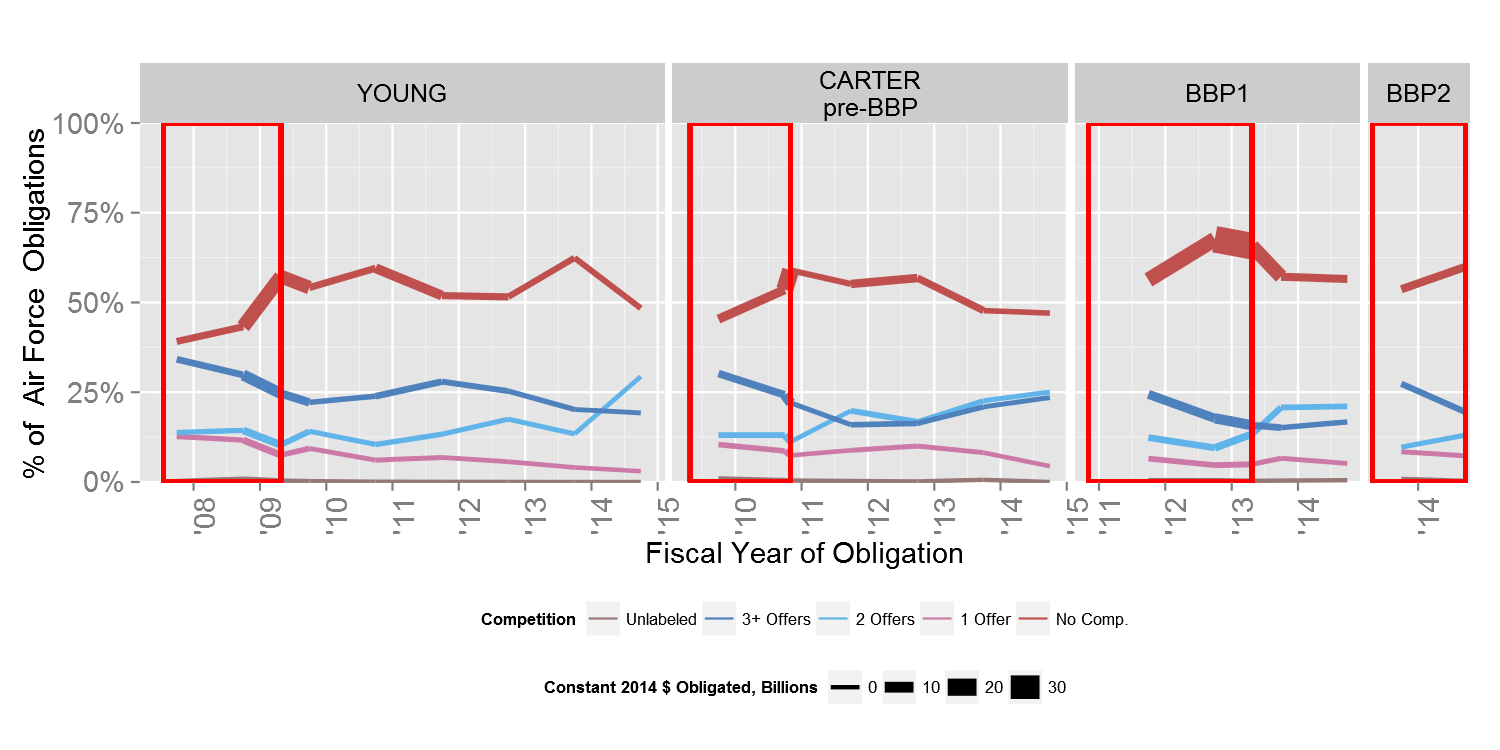 YOUNG
CARTER
pre-BBP
BBP1
BBP2
100%
75%
50%
25%
0%
% of Air Force Obligations
'08 '09 '10 '11 '12 '13 '14 '15
'10 '11 '12 '13 '14 '15
'11 '12 '13 '14
'14
Fiscal Year of Obligation
Competition Unlabeled 3+ Offers 2 Offers 1 Offer No Comp.
Constant 2014 $ Obligated, Billions 0 10 20 30